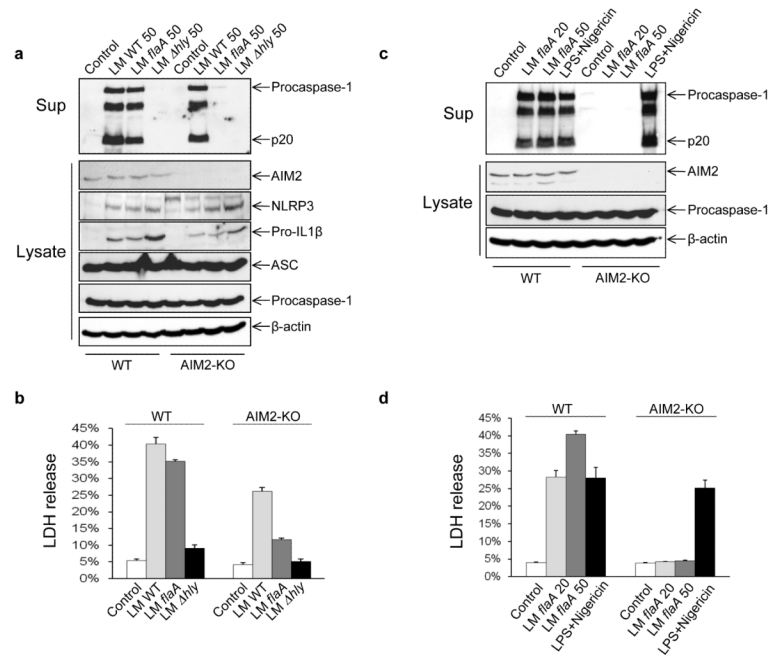 a
Control
LM WT 50
LM flaA 50
LM Δhly 50
Control
LM WT 50
LM flaA 50
LM Δhly 50
Sup
Procaspase-1
p20
Lysate
AIM2
NLRP3
Pro-IL1β
ASC
Procaspase-1
β-actin
WT
AIM2-KO
c
Control
LM flaA 20
LM flaA 50
LPS+Nigericin
Control
LM flaA 20
LM flaA 50
LPS+Nigericin
Sup
Procaspase-1
p20
Lysate
AIM2
Procaspase-1
β-actin
WT
AIM2-KO
b
WT
AIM2-KO
LDH release
45%
40%
35%
30%
25%
20%
15%
10%
5%
0%
Control
LM WT
LM flaA
LM Δhly
Control
LM WT
LM flaA
LM Δhly
d
WT
AIM2-KO
LDH release
45%
40%
35%
30%
25%
20%
15%
10%
5%
0%
Control
LM flaA 20
LM flaA 50
LPS+Nigericin
Control
LM flaA 20
LM flaA 50
LPS+Nigericin